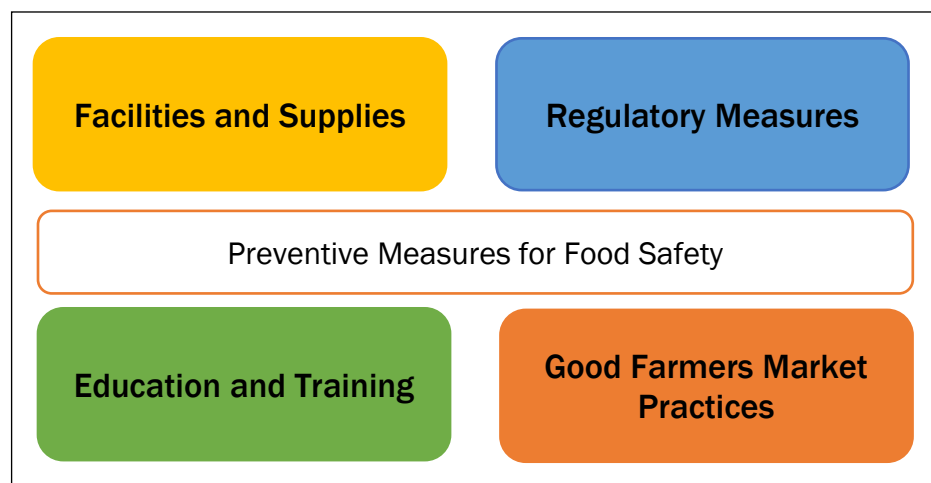 Facilities and Supplies
Regulatory Measures
Preventive Measures for Food Safety
Education and Training
Good Farmers Market
Practices